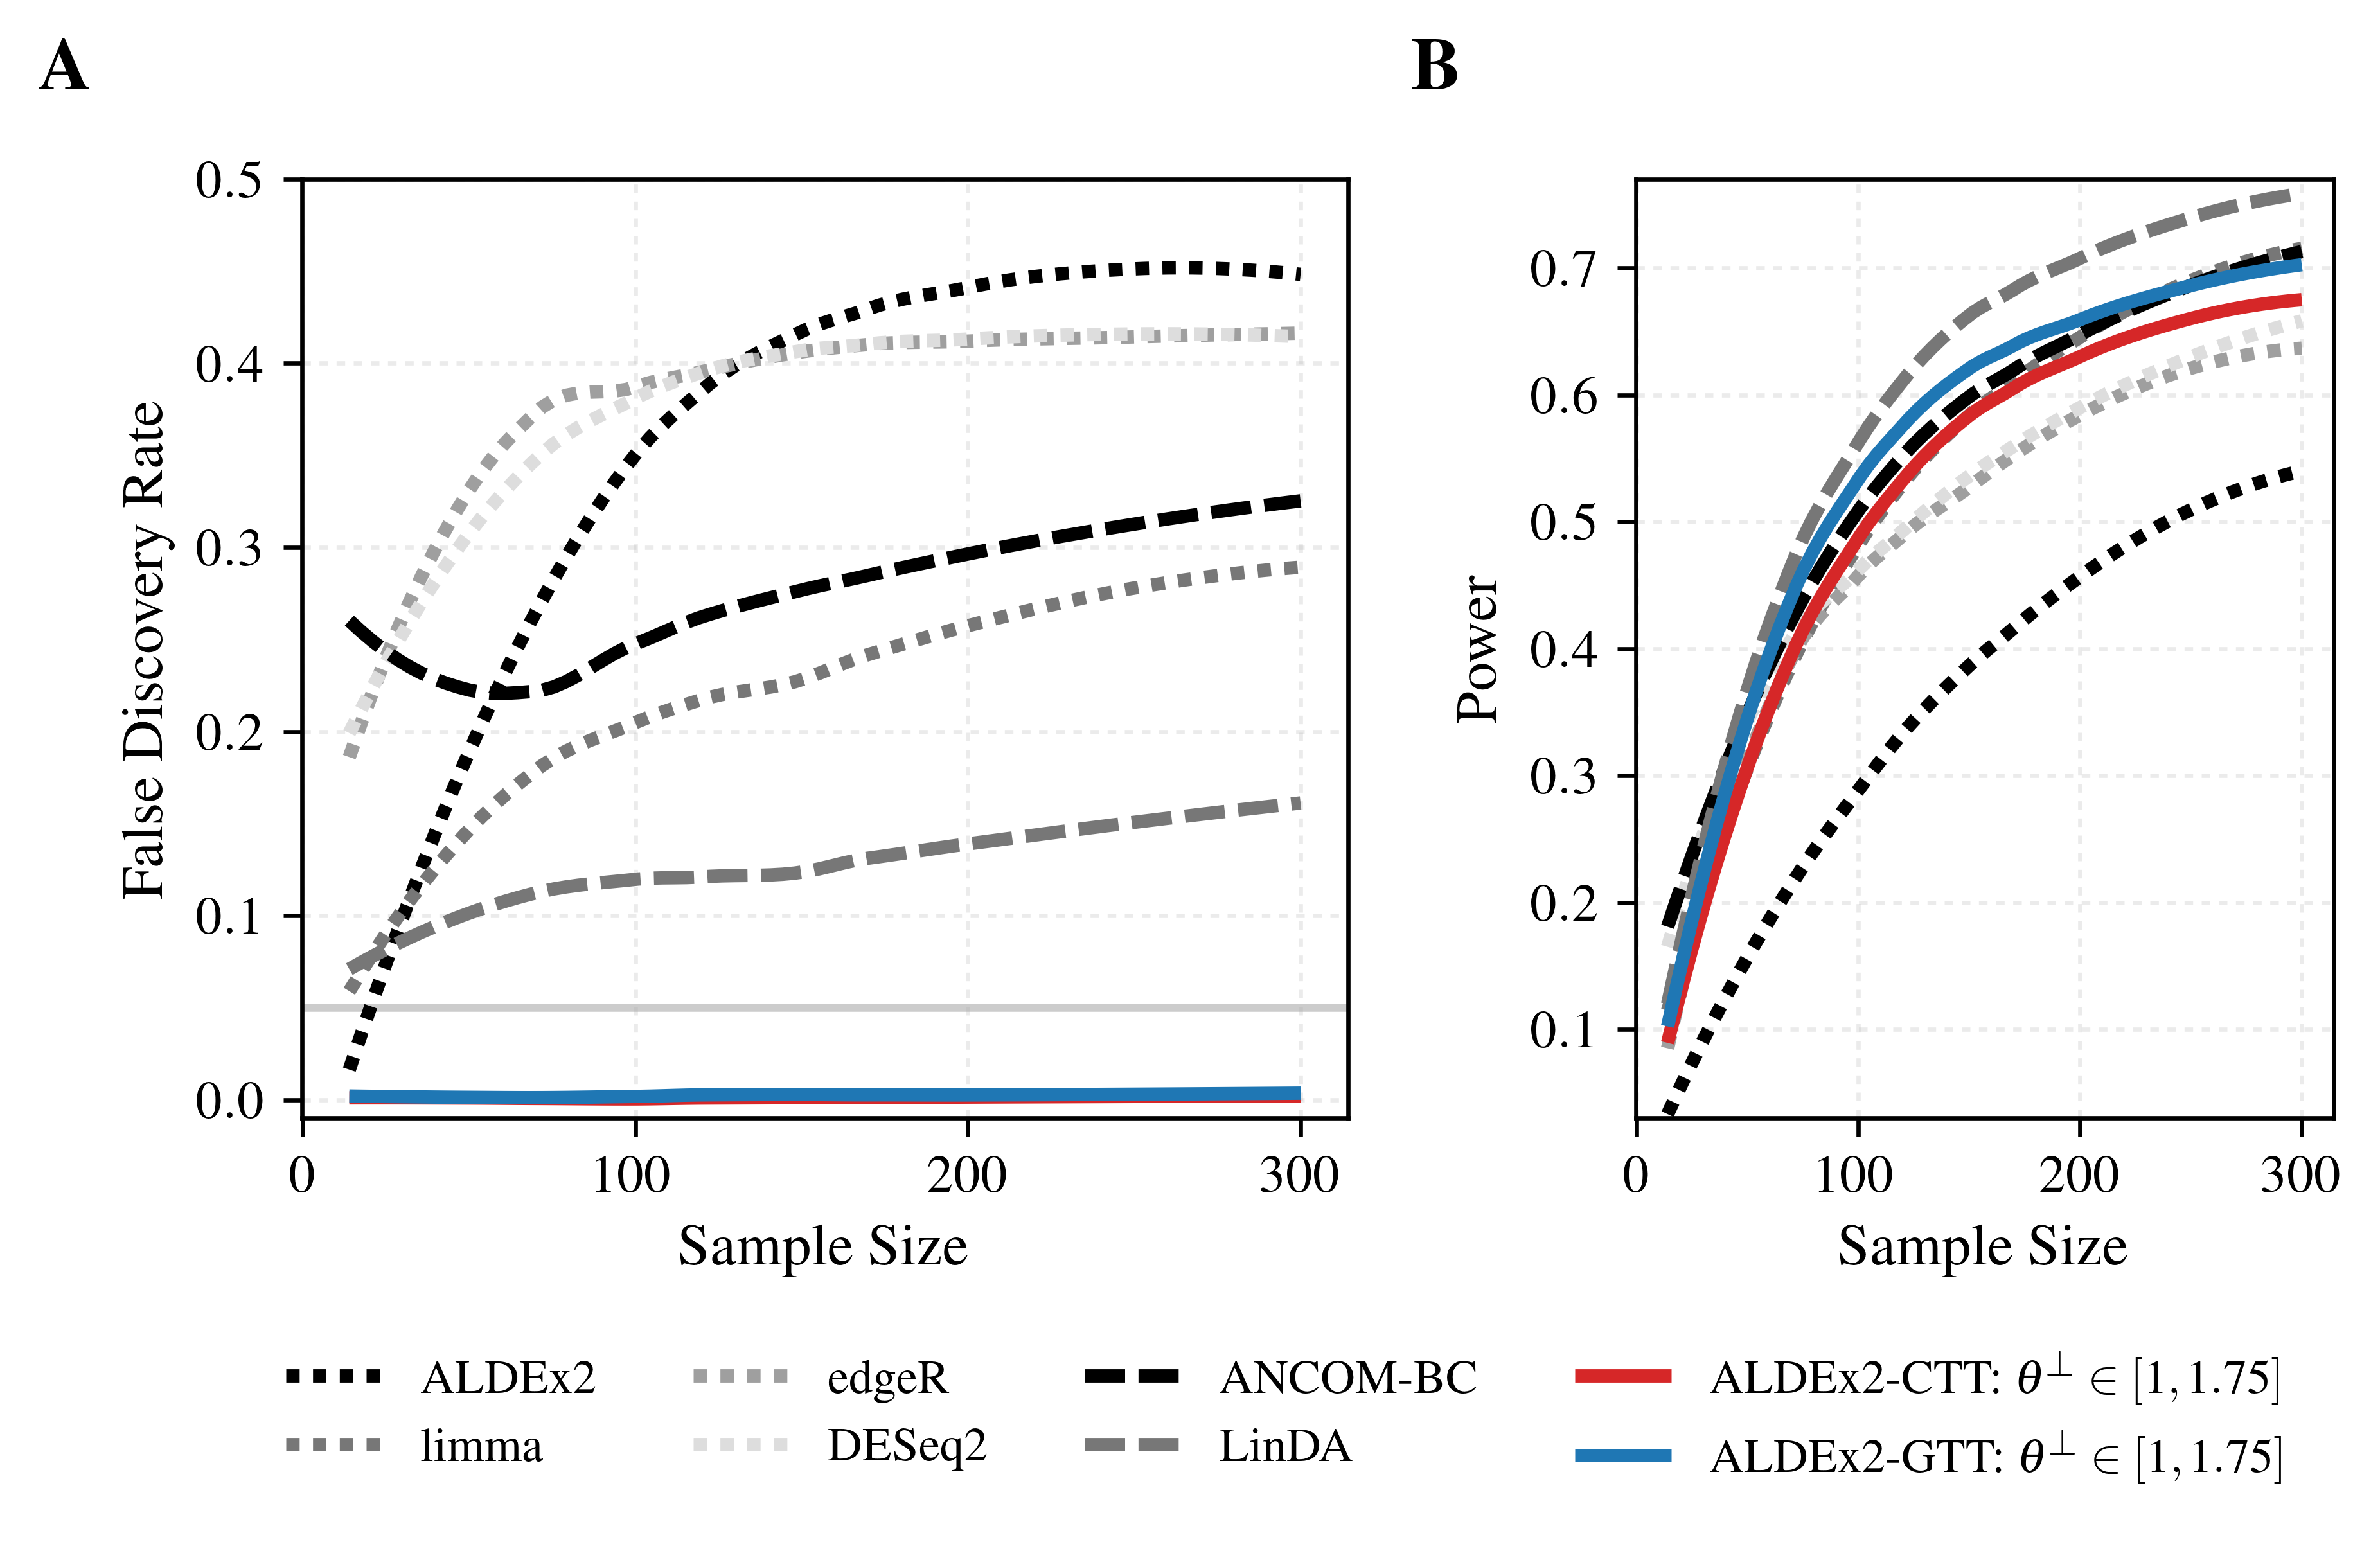 A
B
0.5
0.4
0.3
0.2
0.1
0.0
False Discovery Rate
0
100
200
300
Sample Size
0.7
0.6
0.5
0.4
0.3
0.2
0.1
Power
0
100
200
300
Sample Size
ALDEx2
edgeR
ANCOM-BC
ALDEx2-CTT: θ⊥ ∈ [1, 1.75]
limma
DESeq2
LinDA
ALDEx2-GTT: θ⊥ ∈ [1, 1.75]